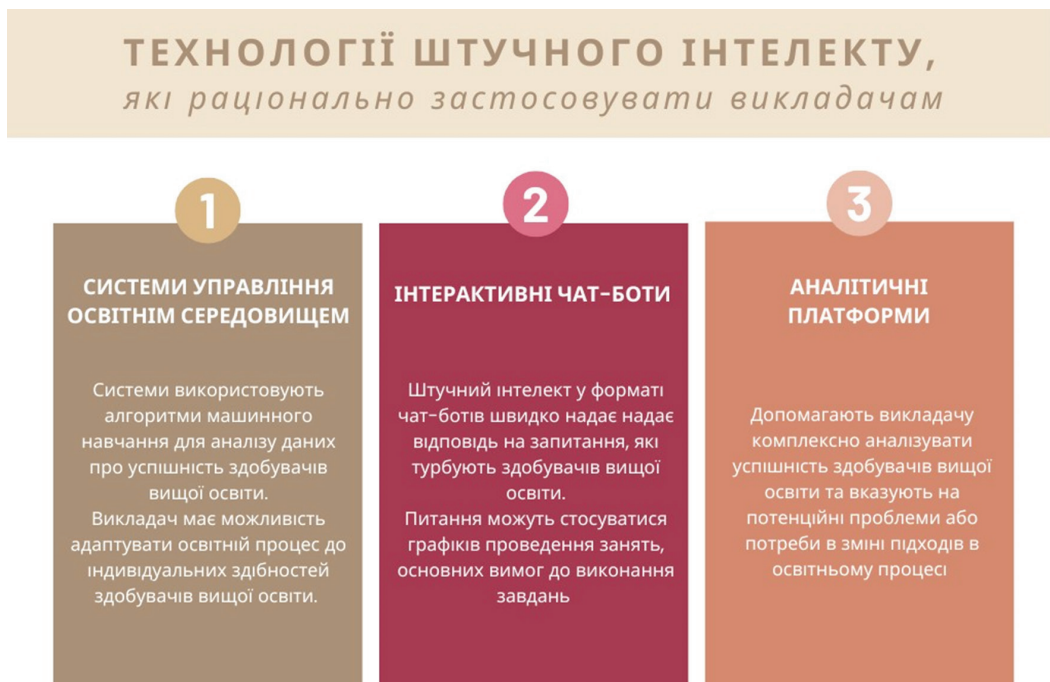 ТЕХНОЛОГІЇ ШТУЧНОГО ІНТЕЛЕКТУ,
які раціонально застосовувати викладачам
1
СИСТЕМИ УПРАВЛІННЯ
ОСВІТНІМ СЕРЕДОВИЩЕМ
Системи використовують
алгоритми машинного
навчання для аналізу даних
про успішність здобувачів
вищої освіти.
Викладач має можливість
адаптувати освітній процес до
індивідуальних здібностей
здобувачів вищої освіти.
2
ІНТЕРАКТИВНІ ЧАТ-БОТИ
Штучний інтелект у форматі
чат-ботів швидко надає надає
відповідь на запитання, які
турбують здобувачів вищої
освіти.
Питання можуть стосуватися
графіків проведення занять,
основних вимог до виконання
завдань
3
АНАЛІТИЧНІ
ПЛАТФОРМИ
Допомагають викладачу
комплексно аналізувати
успішність здобувачів вищої
освіти та вказують на
потенційні проблеми або
потреби в зміні підходів в
освітньому процесі